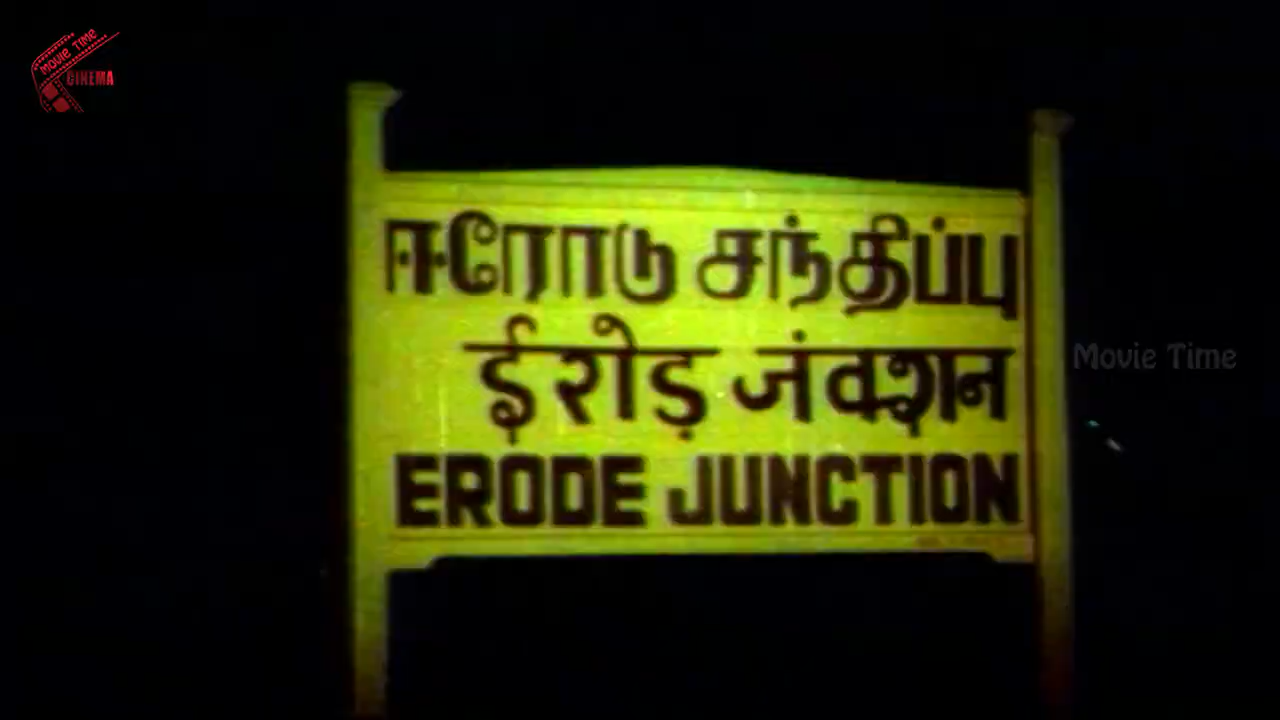 MOVIE TIME
CINEMA
ஈரோடு சந்திப்பு
ईरोड़ जंक्शन
ERODE JUNCTION
Movie Time